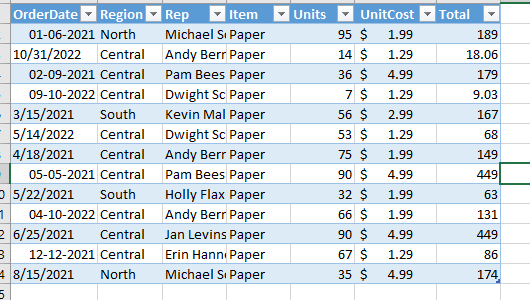 OrderDate Region Rep Item Units UnitCost Total
01-06-2021 North Michael S Paper 95 $ 1.99 189
10/31/2022 Central Andy Berr Paper 14 $ 1.29 18.06
02-09-2021 Central Pam Bees Paper 36 $ 4.99 179
09-10-2022 Central Dwight Sc Paper 7 $ 1.29 9.03
3/15/2021 South Kevin Mal Paper 56 $ 2.99 167
5/14/2022 Central Dwight Sc Paper 53 $ 1.29 68
4/18/2021 Central Andy Berr Paper 75 $ 1.99 149
05-05-2021 Central Pam Bees Paper 90 $ 4.99 449
5/22/2021 South Holly Flax Paper 32 $ 1.99 63
04-10-2022 Central Andy Berr Paper 66 $ 1.99 131
6/25/2021 Central Jan Levins Paper 90 $ 4.99 449
12-12-2021 Central Erin Hann Paper 67 $ 1.29 86
8/15/2021 North Michael S Paper 35 $ 4.99 174